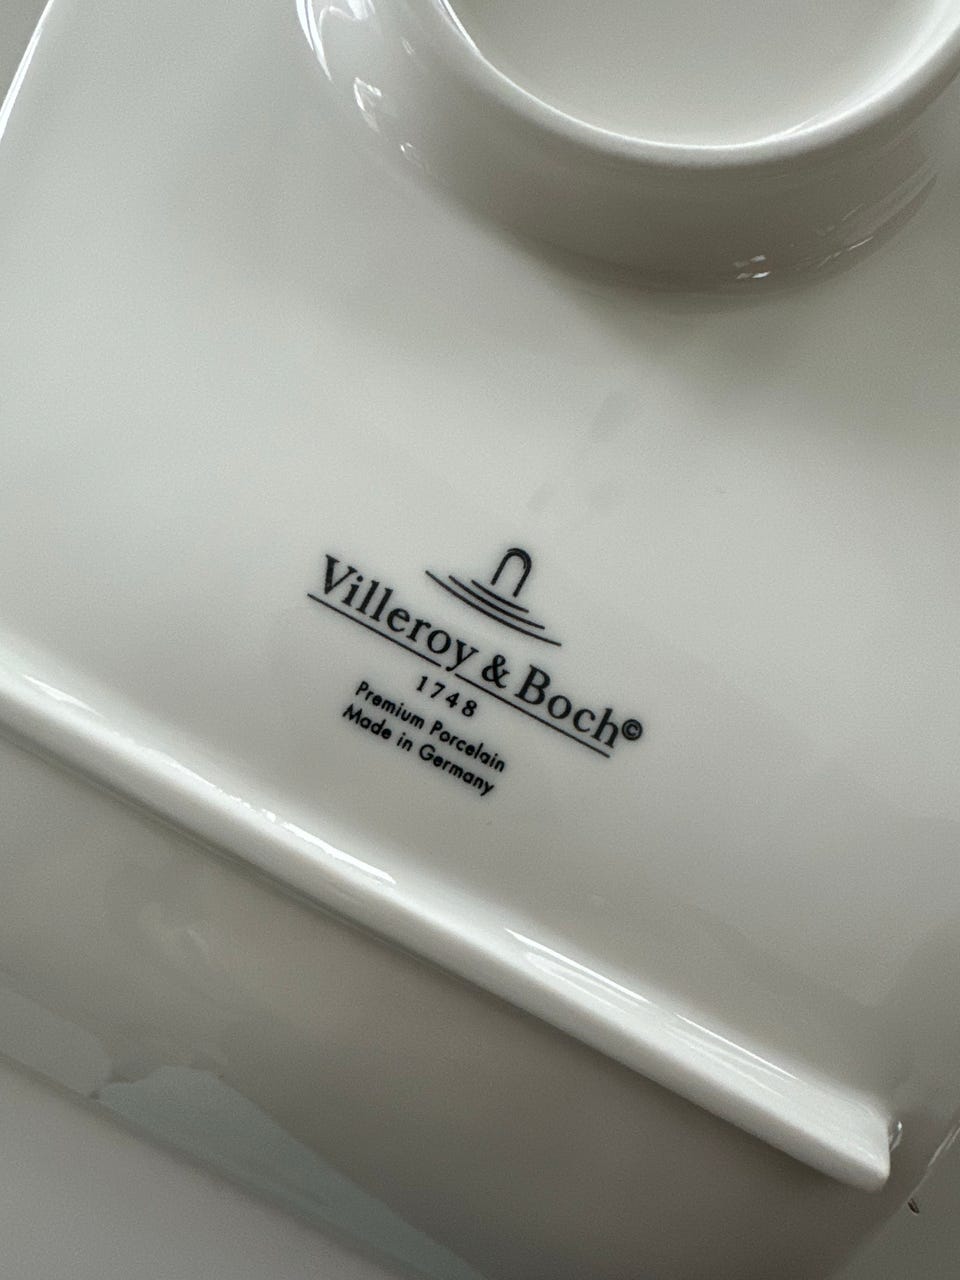 Villeroy & Boch©
1748
Premium Porcelain
Made in Germany